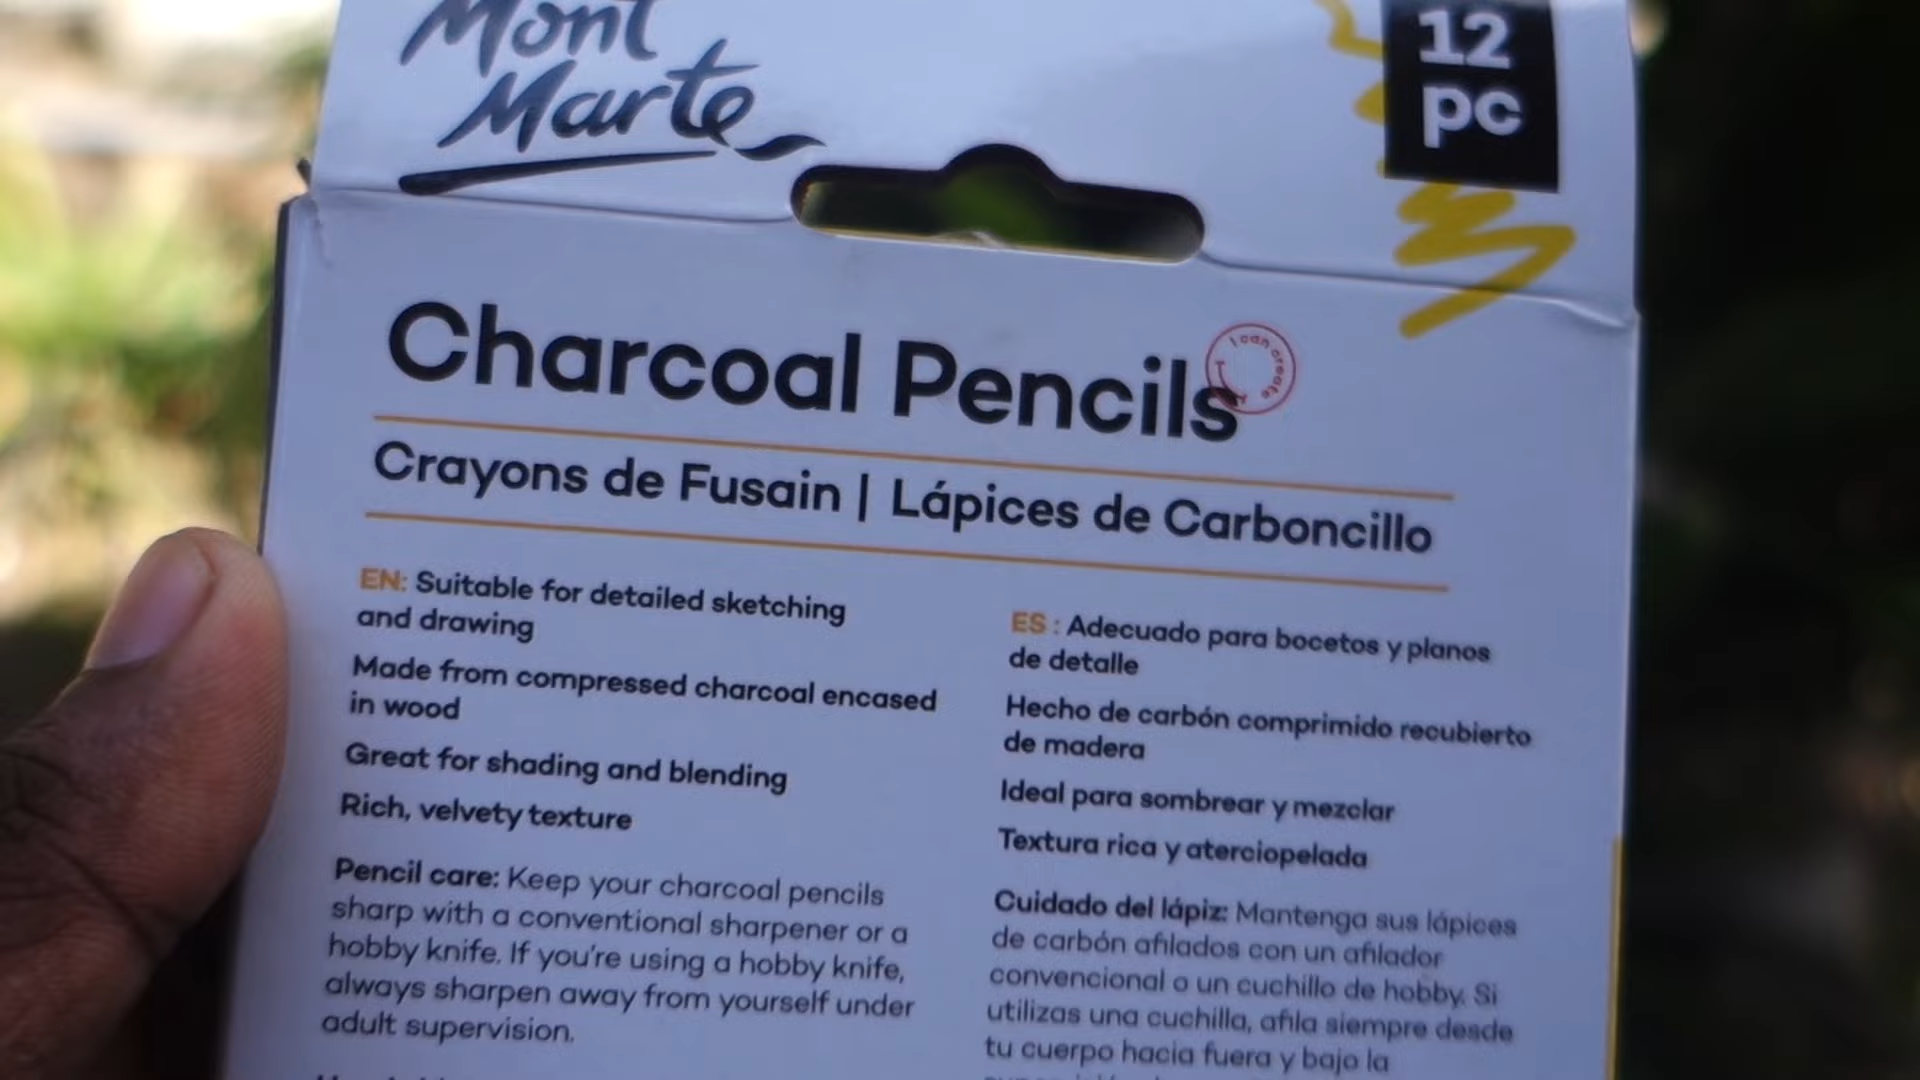 Mont
Marte
12
pc
Charcoal Pencils
I can create
Crayons de Fusain | Lápices de Carboncillo
EN: Suitable for detailed sketching
and drawing
Made from compressed charcoal encased
in wood
Great for shading and blending
Rich, velvety texture
Pencil care: Keep your charcoal pencils
sharp with a conventional sharpener or a
hobby knife. If you're using a hobby knife,
always sharpen away from yourself under
adult supervision.
ES : Adecuado para bocetos y planos
de detalle
Hecho de carbón comprimido recubierto
de madera
Ideal para sombrear y mezclar
Textura rica y aterciopelada
Cuidado del lápiz: Mantenga sus lápices
de carbón afilados con un afilador
convencional o un cuchillo de hobby. Si
utilizas una cuchilla, afila siempre desde
tu cuerpo hacia fuera y bajo la